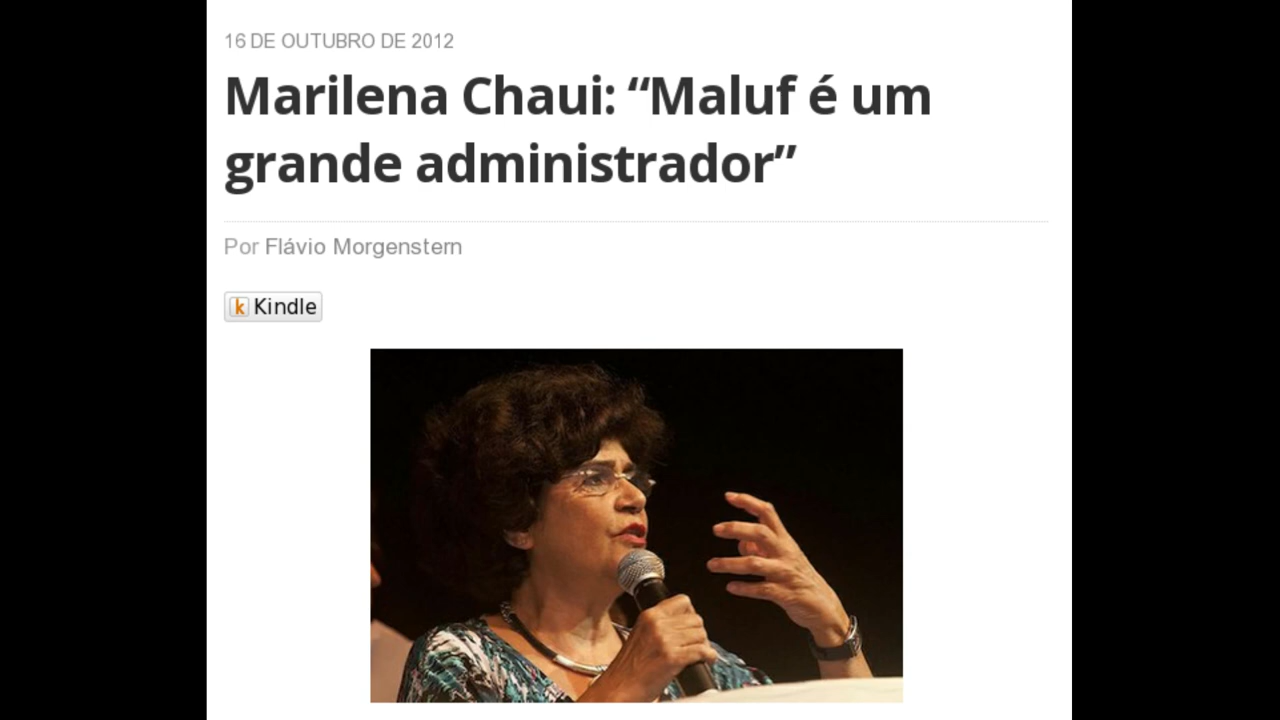 16 DE OUTUBRO DE 2012
Marilena Chaui: “Maluf é um
grande administrador”
Por Flávio Morgenstern
k Kindle